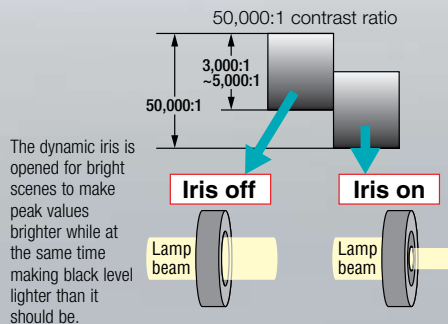 50,000:1 contrast ratio
3,000:1
~5,000:1
50,000:1
The dynamic iris is
opened for bright
scenes to make
peak values
brighter while at
the same time
making black level
lighter than it
should be.
Iris off
Iris on
Lamp
beam
Lamp
beam